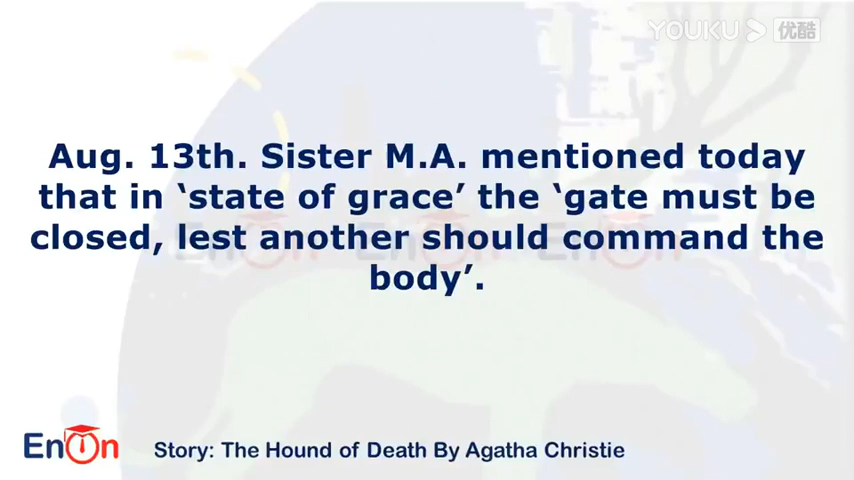 YOUKU 优酷
Aug. 13th. Sister M.A. mentioned today
that in ‘state of grace’ the ‘gate must be
closed, lest another should command the
body’.
EnOn
Story: The Hound of Death By Agatha Christie